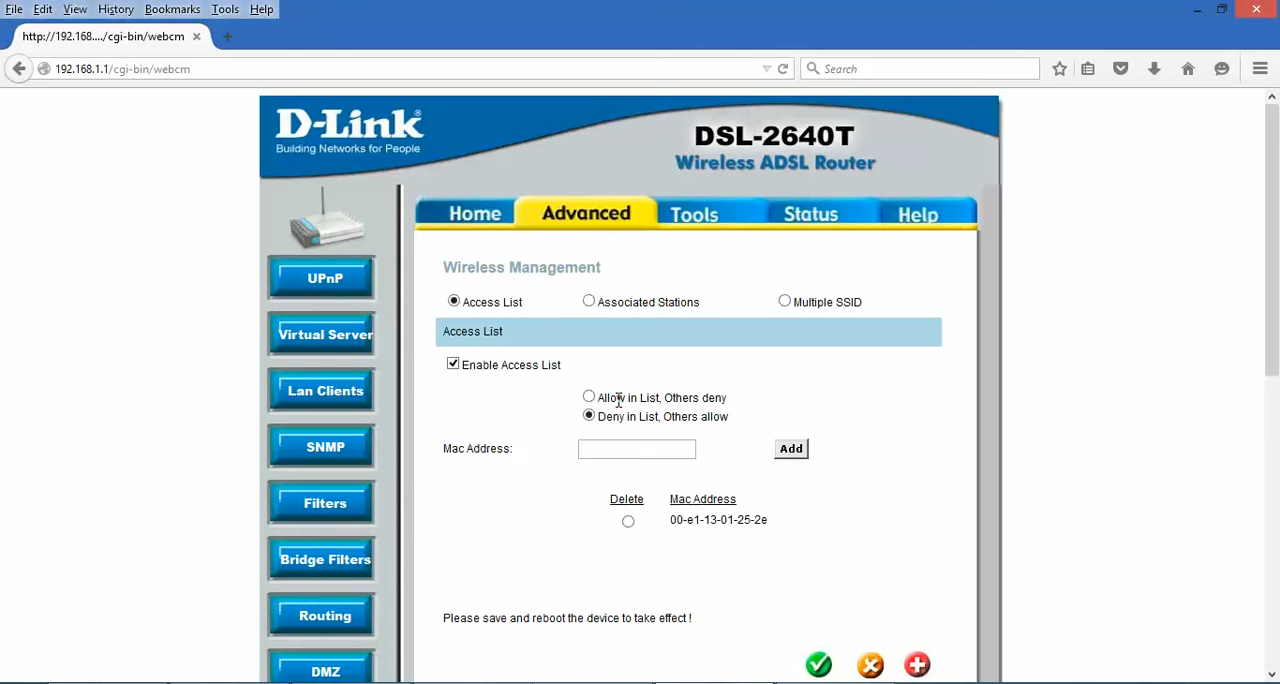 File Edit View History Bookmarks Tools Help
http://192.168..../cgi-bin/webcm
192.168.1.1/cgi-bin/webcm
Search
D-Link
Building Networks for People
DSL-2640T
Wireless ADSL Router
Home Advanced Tools Status Help
UPnP
Virtual Server
Lan Clients
SNMP
Filters
Bridge Filters
Routing
DMZ
Wireless Management
Access List Associated Stations Multiple SSID
Access List
Enable Access List
Allow in List, Others deny
Deny in List, Others allow
Mac Address: Add
Delete Mac Address
00-e1-13-01-25-2e
Please save and reboot the device to take effect !